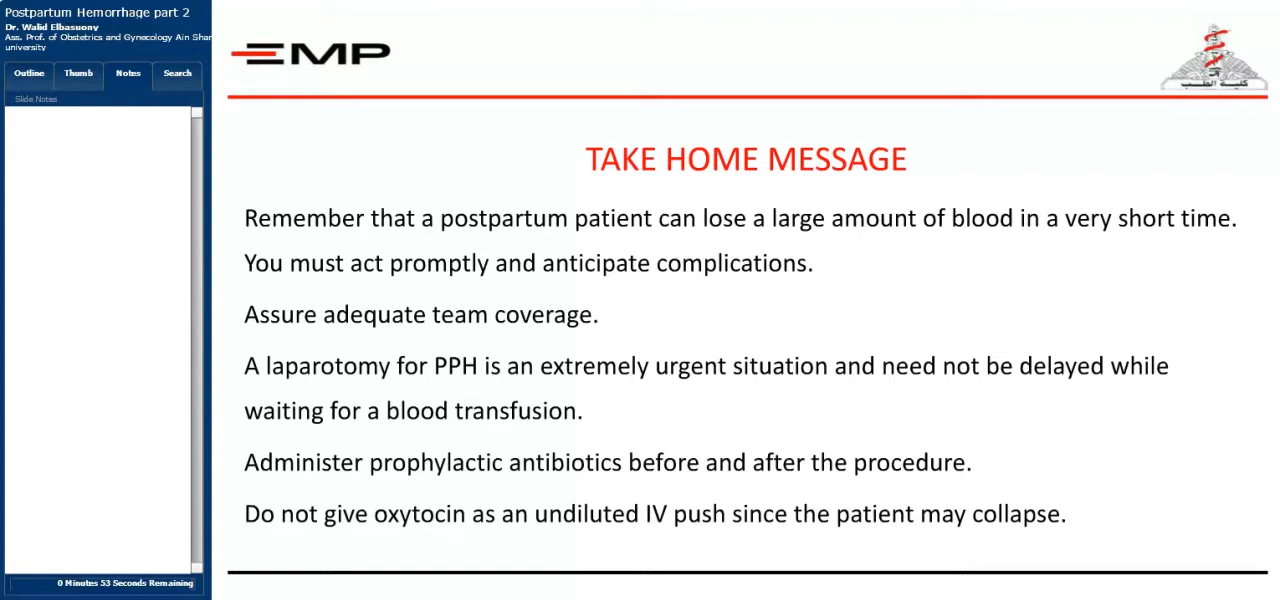 Postpartum Hemorrhage part 2
Dr. Walid Elbasuony
Ass. Prof. of Obstetrics and Gynecology Ain Shar
university
Outline
Thumb
Notes
Search
Slide Notes
EMP
كلية الطب
TAKE HOME MESSAGE
Remember that a postpartum patient can lose a large amount of blood in a very short time.
You must act promptly and anticipate complications.
Assure adequate team coverage.
A laparotomy for PPH is an extremely urgent situation and need not be delayed while
waiting for a blood transfusion.
Administer prophylactic antibiotics before and after the procedure.
Do not give oxytocin as an undiluted IV push since the patient may collapse.
0 Minutes 53 Seconds Remaining